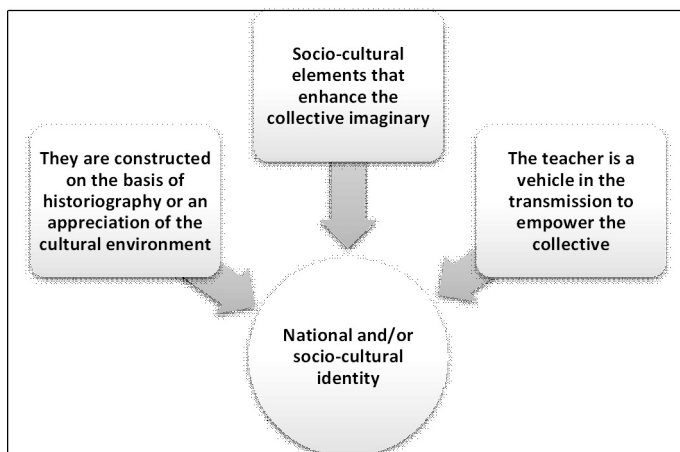 Socio-cultural
elements that
enhance the
collective imaginary
They are constructed
on the basis of
historiography or an
appreciation of the
cultural environment
The teacher is a
vehicle in the
transmission to
empower the
collective
National and/or
socio-cultural
identity